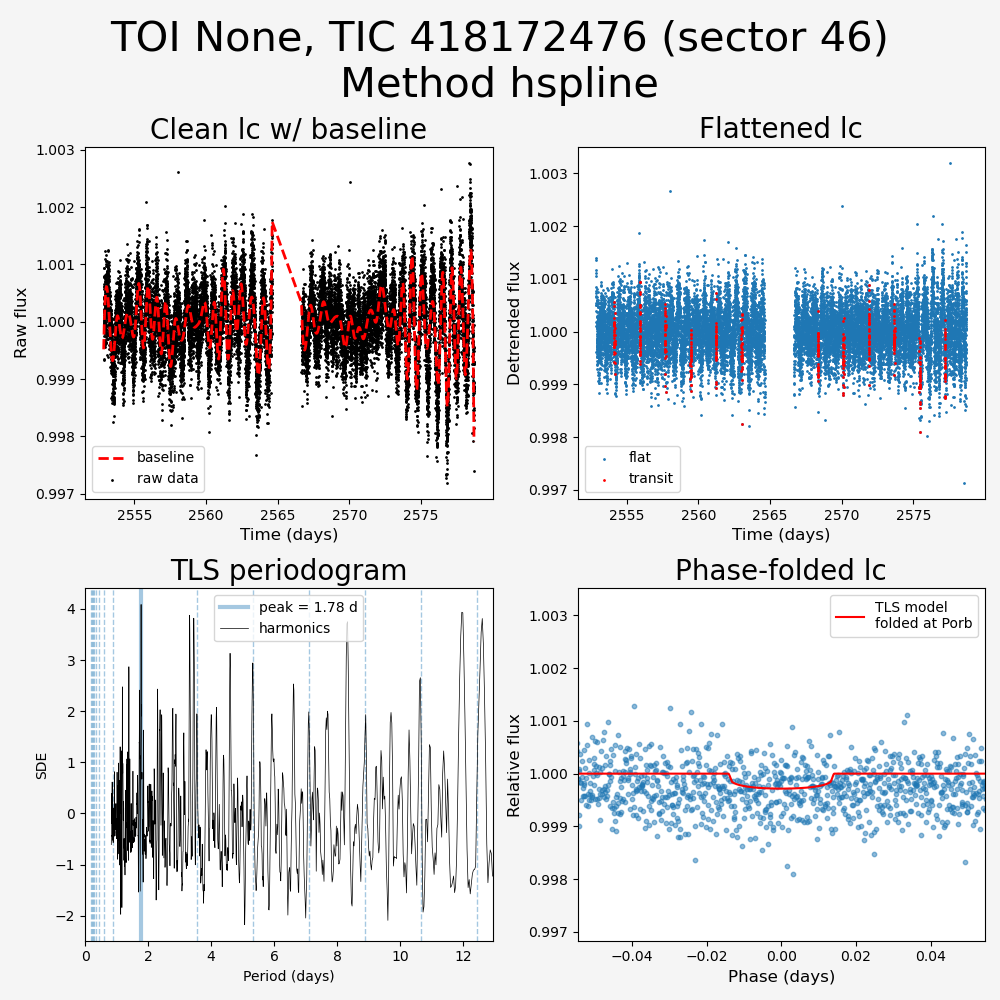 TOI None, TIC 418172476 (sector 46)
Method hspline
Clean lc w/ baseline
Flattened lc
1.003
1.002
1.001
1.000
0.999
0.998
0.997
Raw flux
baseline
raw data
2555
2560
2565
2570
2575
Time (days)
1.003
1.002
1.001
1.000
0.999
0.998
0.997
Detrended flux
flat
transit
2555
2560
2565
2570
2575
Time (days)
TLS periodogram
Phase-folded lc
4
3
2
1
0
−1
−2
SDE
peak = 1.78 d
harmonics
0
2
4
6
8
10
12
Period (days)
1.003
1.002
1.001
1.000
0.999
0.998
0.997
Relative flux
TLS model
folded at Porb
−0.04
−0.02
0.00
0.02
0.04
Phase (days)